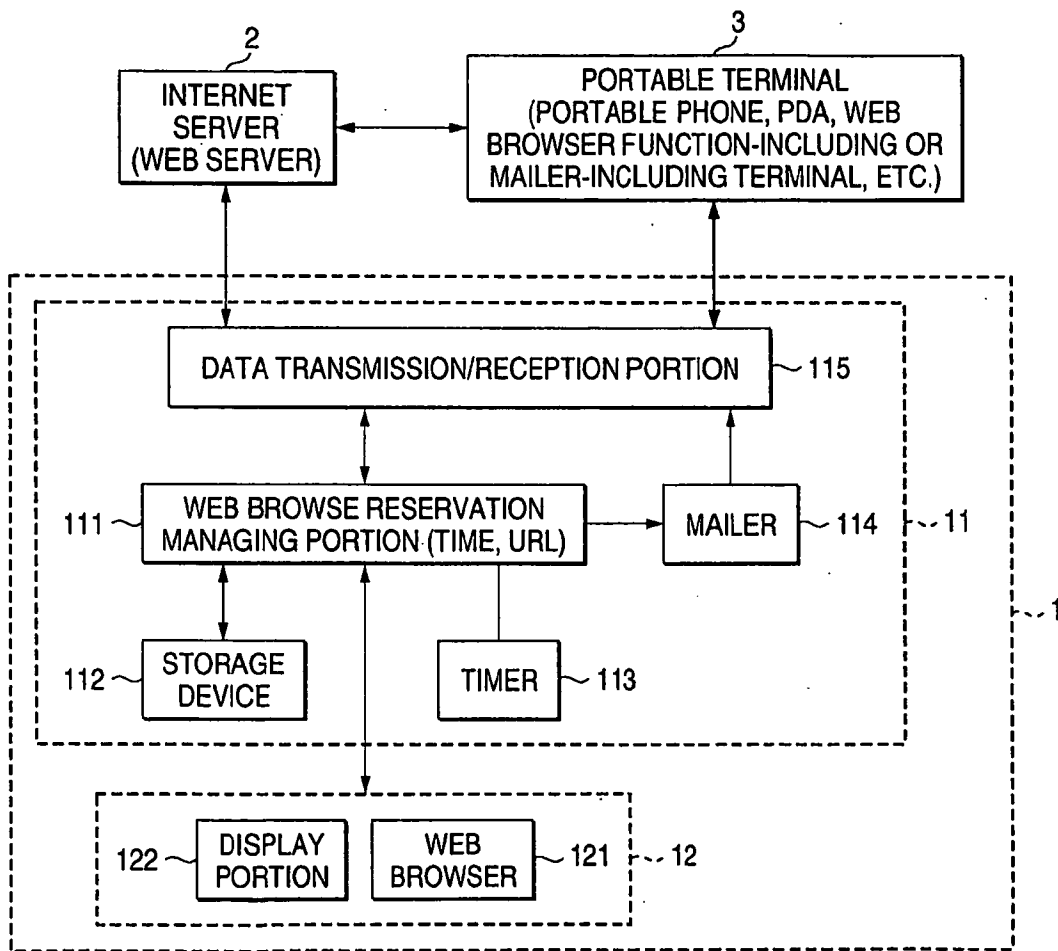 2
3
INTERNET
SERVER
(WEB SERVER)
PORTABLE TERMINAL
(PORTABLE PHONE, PDA, WEB
BROWSER FUNCTION-INCLUDING OR
MAILER-INCLUDING TERMINAL, ETC.)
DATA TRANSMISSION/RECEPTION PORTION
115
111
WEB BROWSE RESERVATION
MANAGING PORTION (TIME, URL)
MAILER
114
11
1
112
STORAGE
DEVICE
TIMER
113
122
DISPLAY
PORTION
WEB
BROWSER
121
12